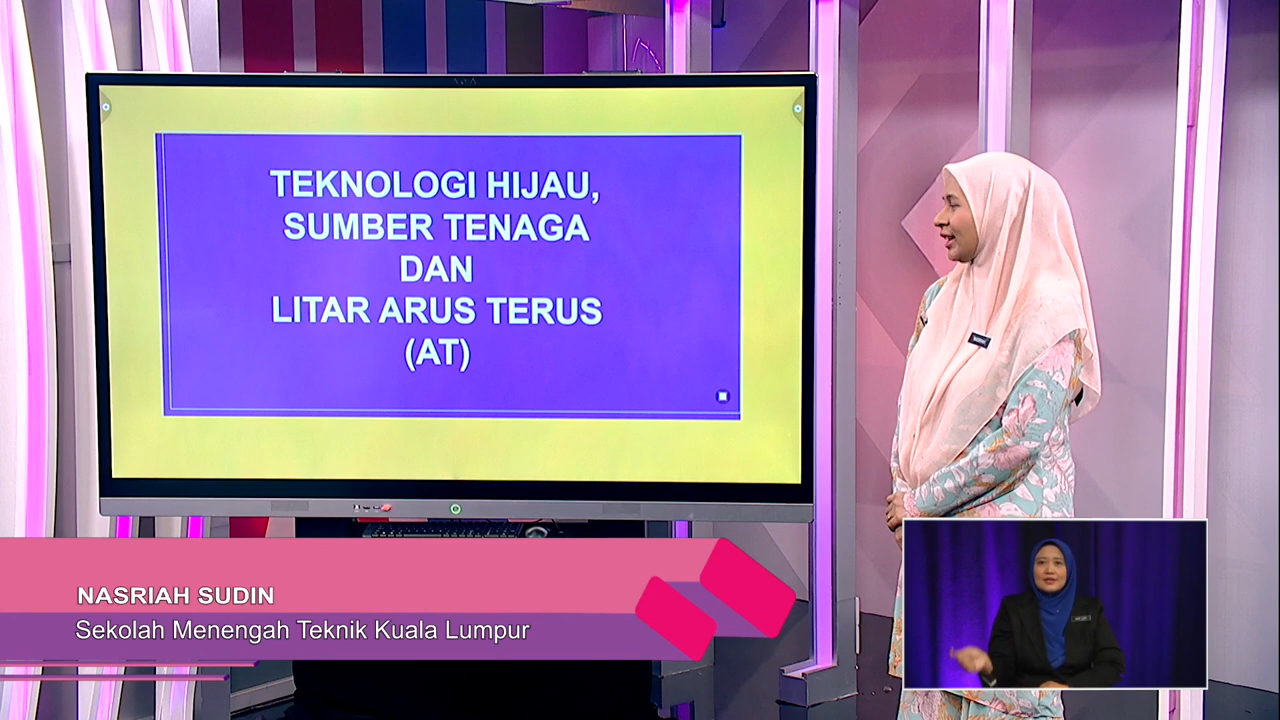 TEKNOLOGI HIJAU,
SUMBER TENAGA
DAN
LITAR ARUS TERUS
(AT)
NASRIAH SUDIN
Sekolah Menengah Teknik Kuala Lumpur